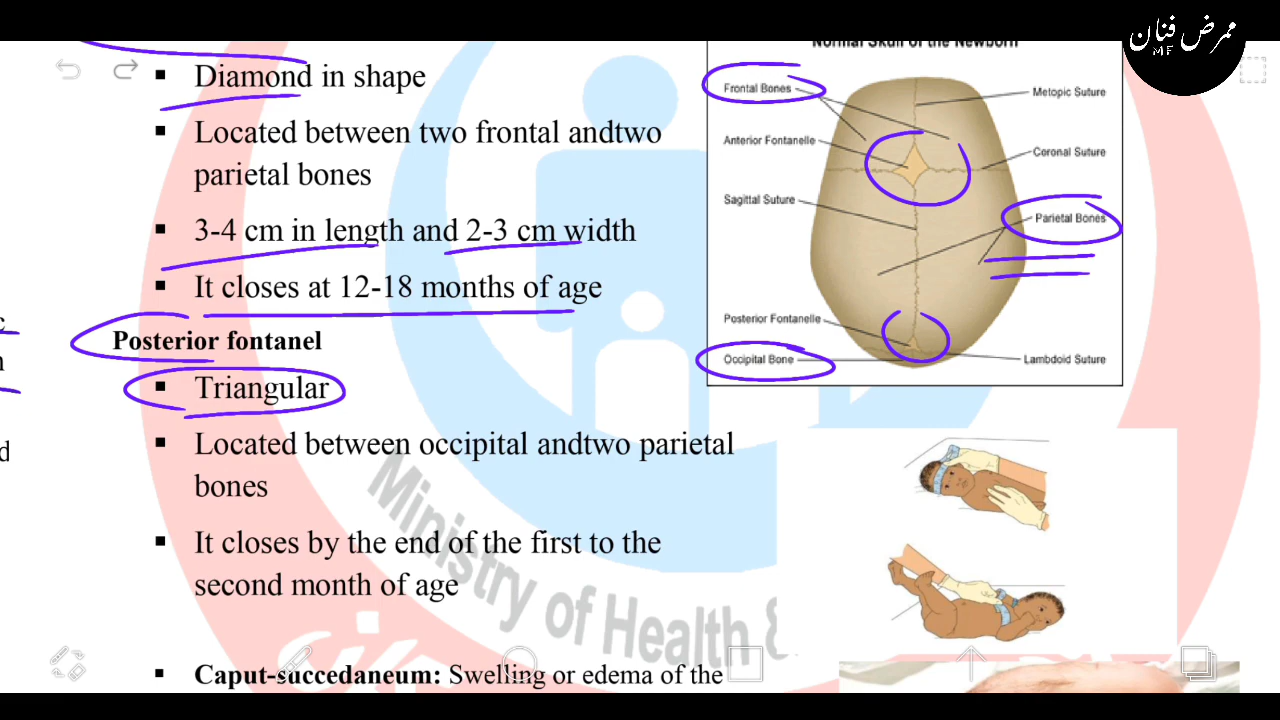 ممرض فنان
MF
Diamond in shape
Located between two frontal andtwo
parietal bones
3-4 cm in length and 2-3 cm width
It closes at 12-18 months of age
Posterior fontanel
Triangular
Located between occipital andtwo parietal
bones
It closes by the end of the first to the
second month of age
Caput-succedaneum: Swelling or edema of the
Normal Skull of the Newborn
Frontal Bones
Metopic Suture
Anterior Fontanelle
Coronal Suture
Sagittal Suture
Parietal Bones
Posterior Fontanelle
Occipital Bone
Lambdoid Suture
Ministry of Health &